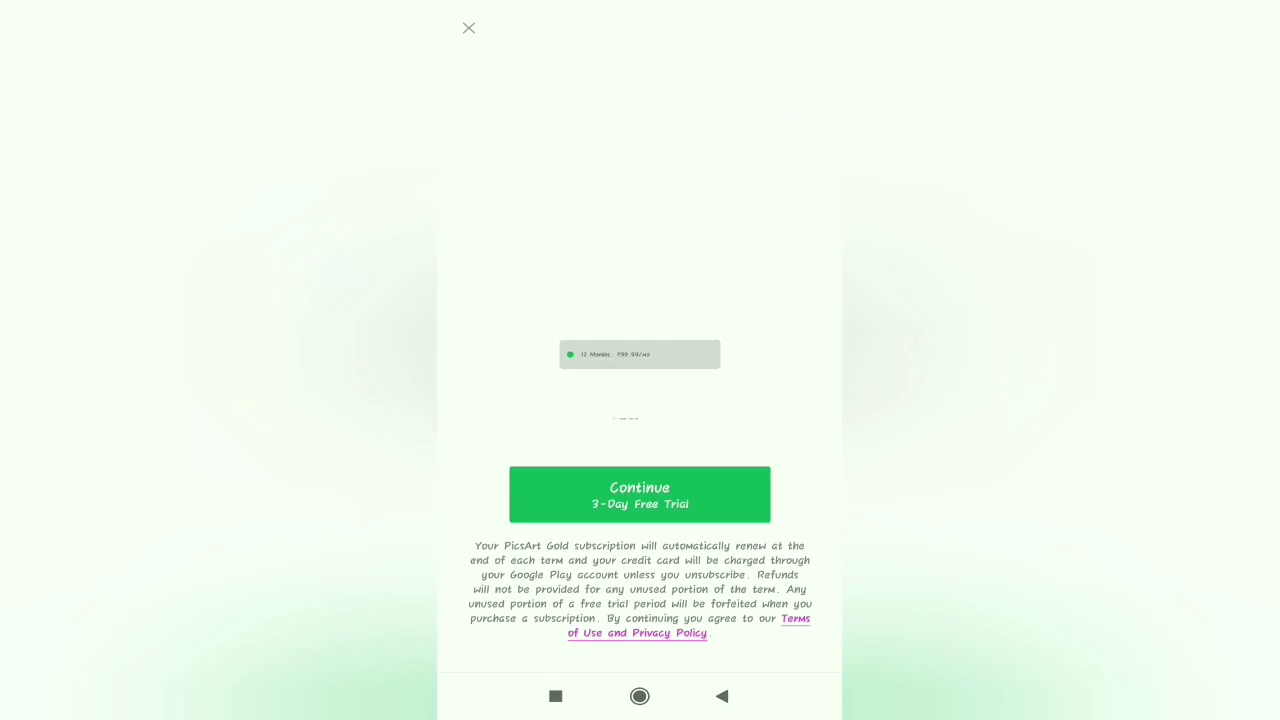 12 Months. ₹99.99/mo
Continue
3-Day Free Trial
Your PicsArt Gold subscription will automatically renew at the
end of each term and your credit card will be charged through
your Google Play account unless you unsubscribe. Refunds
will not be provided for any unused portion of the term. Any
unused portion of a free trial period will be forfeited when you
purchase a subscription. By continuing you agree to our Terms
of Use and Privacy Policy.